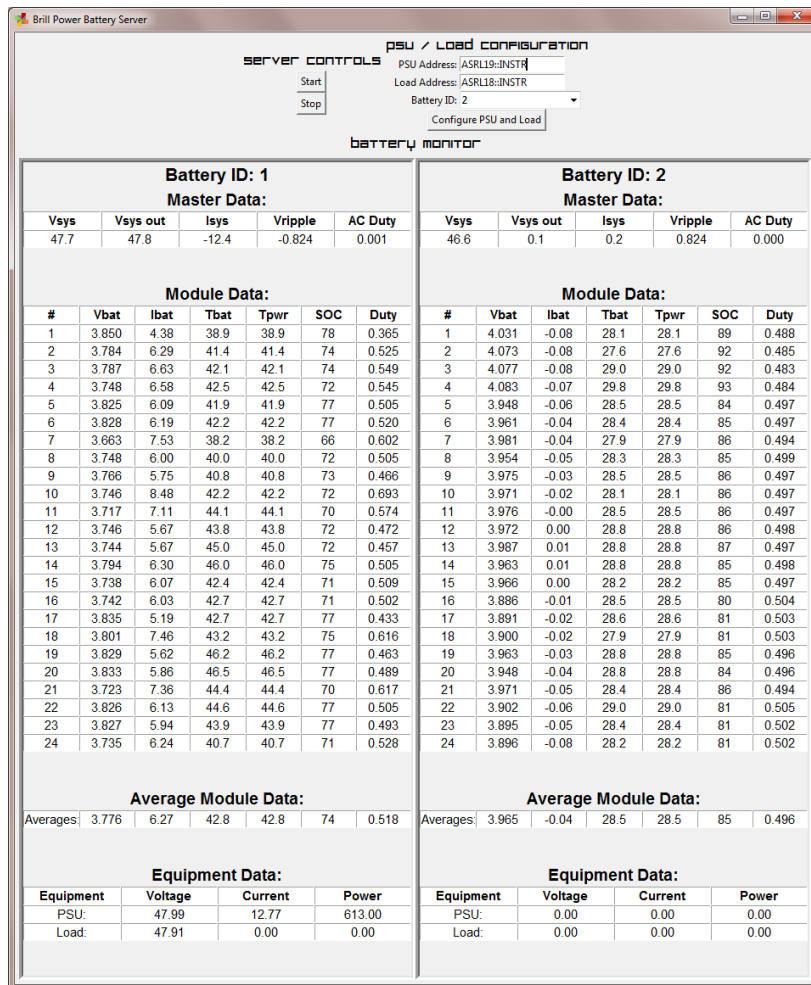 Brill Power Battery Server
PSU / Load Configuration
Server Controls
PSU Address: ASRL19::INSTR
Start
Load Address: ASRL18::INSTR
Stop
Battery ID: 2
Configure PSU and Load
Battery Monitor
Battery ID: 1
Master Data:
Vsys Vsys out Isys Vripple AC Duty
47.7 47.8 -12.4 -0.824 0.001
Module Data:
# Vbat Ibat Tbat Tpwr SOC Duty
1 3.850 4.38 38.9 38.9 78 0.365
2 3.784 6.29 41.4 41.4 74 0.525
3 3.787 6.63 42.1 42.1 74 0.549
4 3.748 6.58 42.5 42.5 72 0.545
5 3.825 6.09 41.9 41.9 77 0.505
6 3.828 6.19 42.2 42.2 77 0.520
7 3.663 7.53 38.2 38.2 66 0.602
8 3.748 6.00 40.0 40.0 72 0.505
9 3.766 5.75 40.8 40.8 73 0.466
10 3.746 8.48 42.2 42.2 72 0.693
11 3.717 7.11 44.1 44.1 70 0.574
12 3.746 5.67 43.8 43.8 72 0.472
13 3.744 5.67 45.0 45.0 72 0.457
14 3.794 6.30 46.0 46.0 75 0.505
15 3.738 6.07 42.4 42.4 71 0.509
16 3.742 6.03 42.7 42.7 71 0.502
17 3.835 5.19 42.7 42.7 77 0.433
18 3.801 7.46 43.2 43.2 75 0.616
19 3.829 5.62 46.2 46.2 77 0.463
20 3.833 5.86 46.5 46.5 77 0.489
21 3.723 7.36 44.4 44.4 70 0.617
22 3.826 6.13 44.6 44.6 77 0.505
23 3.827 5.94 43.9 43.9 77 0.493
24 3.735 6.24 40.7 40.7 71 0.528
Average Module Data:
Averages: 3.776 6.27 42.8 42.8 74 0.518
Equipment Data:
Equipment Voltage Current Power
PSU: 47.99 12.77 613.00
Load: 47.91 0.00 0.00
Battery ID: 2
Master Data:
Vsys Vsys out Isys Vripple AC Duty
46.6 0.1 0.2 0.824 0.000
Module Data:
# Vbat Ibat Tbat Tpwr SOC Duty
1 4.031 -0.08 28.1 28.1 89 0.488
2 4.073 -0.08 27.6 27.6 92 0.485
3 4.077 -0.08 29.0 29.0 92 0.483
4 4.083 -0.07 29.8 29.8 93 0.484
5 3.948 -0.06 28.5 28.5 84 0.497
6 3.961 -0.04 28.4 28.4 85 0.497
7 3.981 -0.04 27.9 27.9 86 0.494
8 3.954 -0.05 28.3 28.3 85 0.499
9 3.975 -0.03 28.5 28.5 86 0.497
10 3.971 -0.02 28.1 28.1 86 0.497
11 3.976 -0.00 28.5 28.5 86 0.497
12 3.972 0.00 28.8 28.8 86 0.498
13 3.987 0.01 28.8 28.8 87 0.497
14 3.963 0.01 28.8 28.8 85 0.498
15 3.966 0.00 28.2 28.2 85 0.497
16 3.886 -0.01 28.5 28.5 80 0.504
17 3.891 -0.02 28.6 28.6 81 0.503
18 3.900 -0.02 27.9 27.9 81 0.503
19 3.963 -0.03 28.8 28.8 85 0.496
20 3.948 -0.04 28.8 28.8 84 0.496
21 3.971 -0.05 28.4 28.4 86 0.494
22 3.902 -0.06 29.0 29.0 81 0.505
23 3.895 -0.05 28.4 28.4 81 0.502
24 3.896 -0.08 28.2 28.2 81 0.502
Average Module Data:
Averages: 3.965 -0.04 28.5 28.5 85 0.496
Equipment Data:
Equipment Voltage Current Power
PSU: 0.00 0.00 0.00
Load: 0.00 0.00 0.00